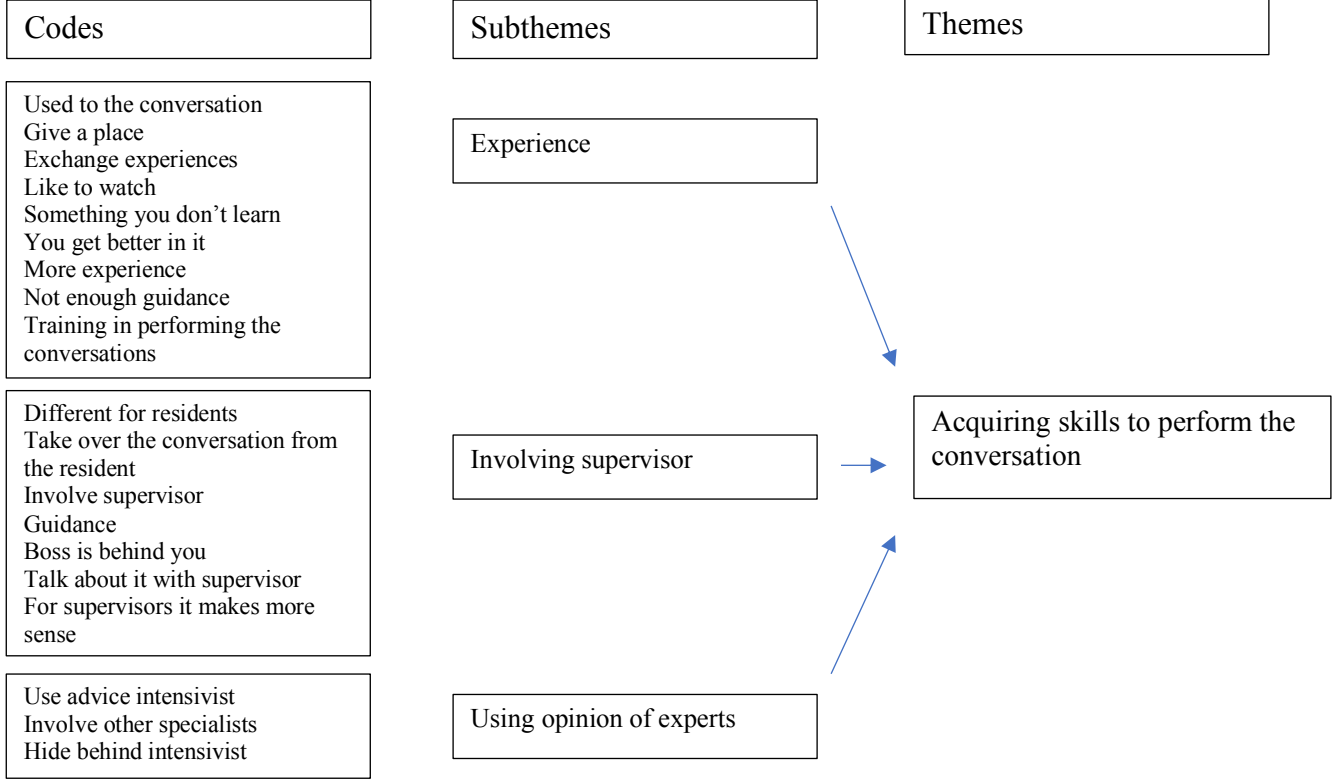 Codes
Subthemes
Themes
Used to the conversation
Give a place
Exchange experiences
Like to watch
Something you don’t learn
You get better in it
More experience
Not enough guidance
Training in performing the
conversations
Experience
Different for residents
Take over the conversation from
the resident
Involve supervisor
Guidance
Boss is behind you
Talk about it with supervisor
For supervisors it makes more
sense
Involving supervisor
Acquiring skills to perform the
conversation
Use advice intensivist
Involve other specialists
Hide behind intensivist
Using opinion of experts